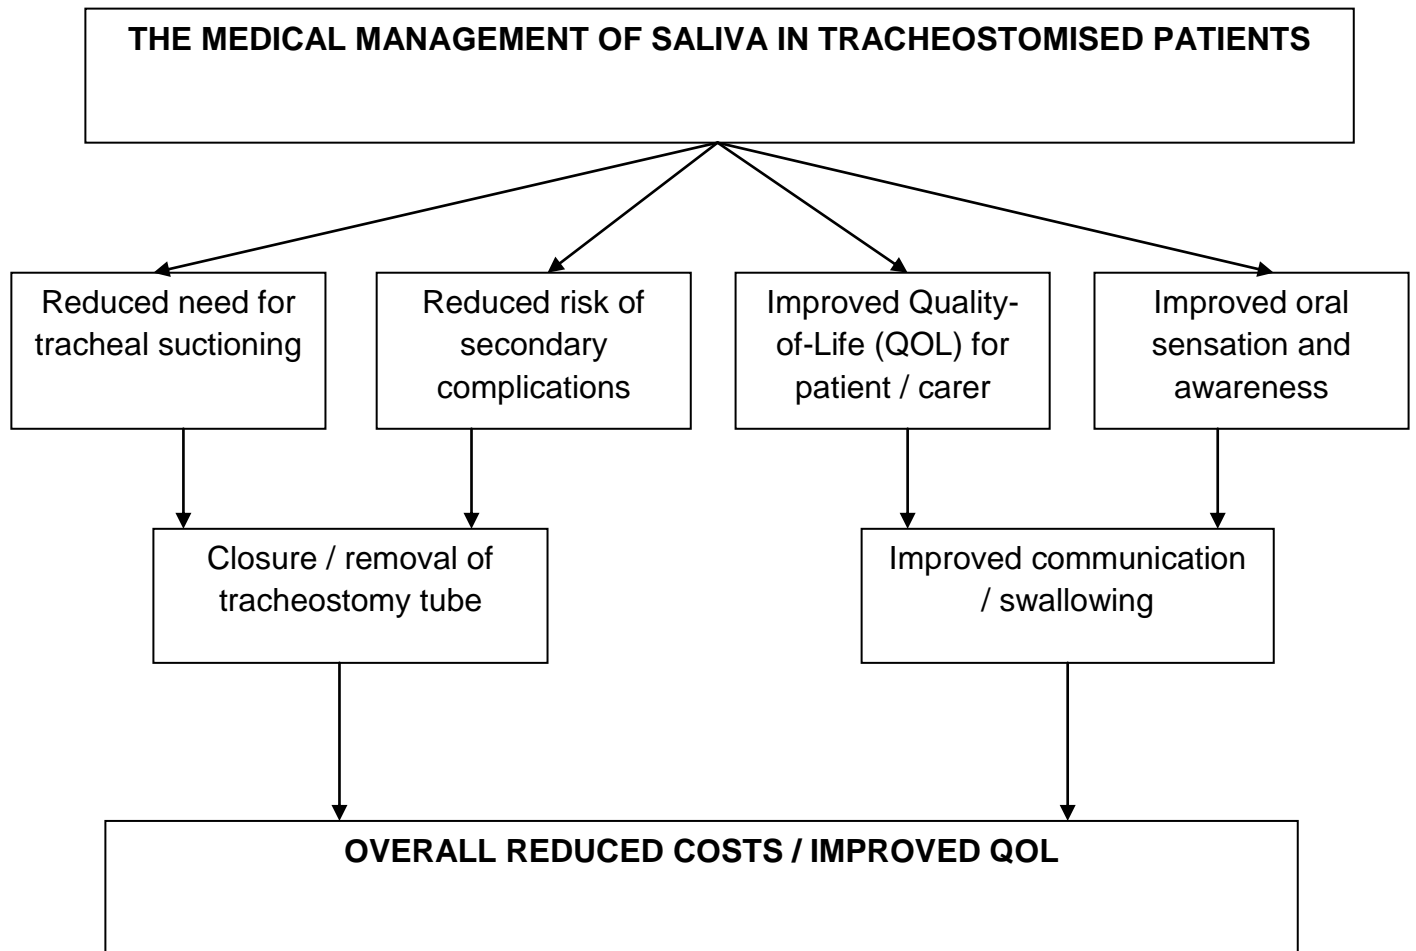 THE MEDICAL MANAGEMENT OF SALIVA IN TRACHEOSTOMISED PATIENTS
Reduced need for
tracheal suctioning
Reduced risk of
secondary
complications
Improved Quality-
of-Life (QOL) for
patient / carer
Improved oral
sensation and
awareness
Closure / removal of
tracheostomy tube
Improved communication
/ swallowing
OVERALL REDUCED COSTS / IMPROVED QOL